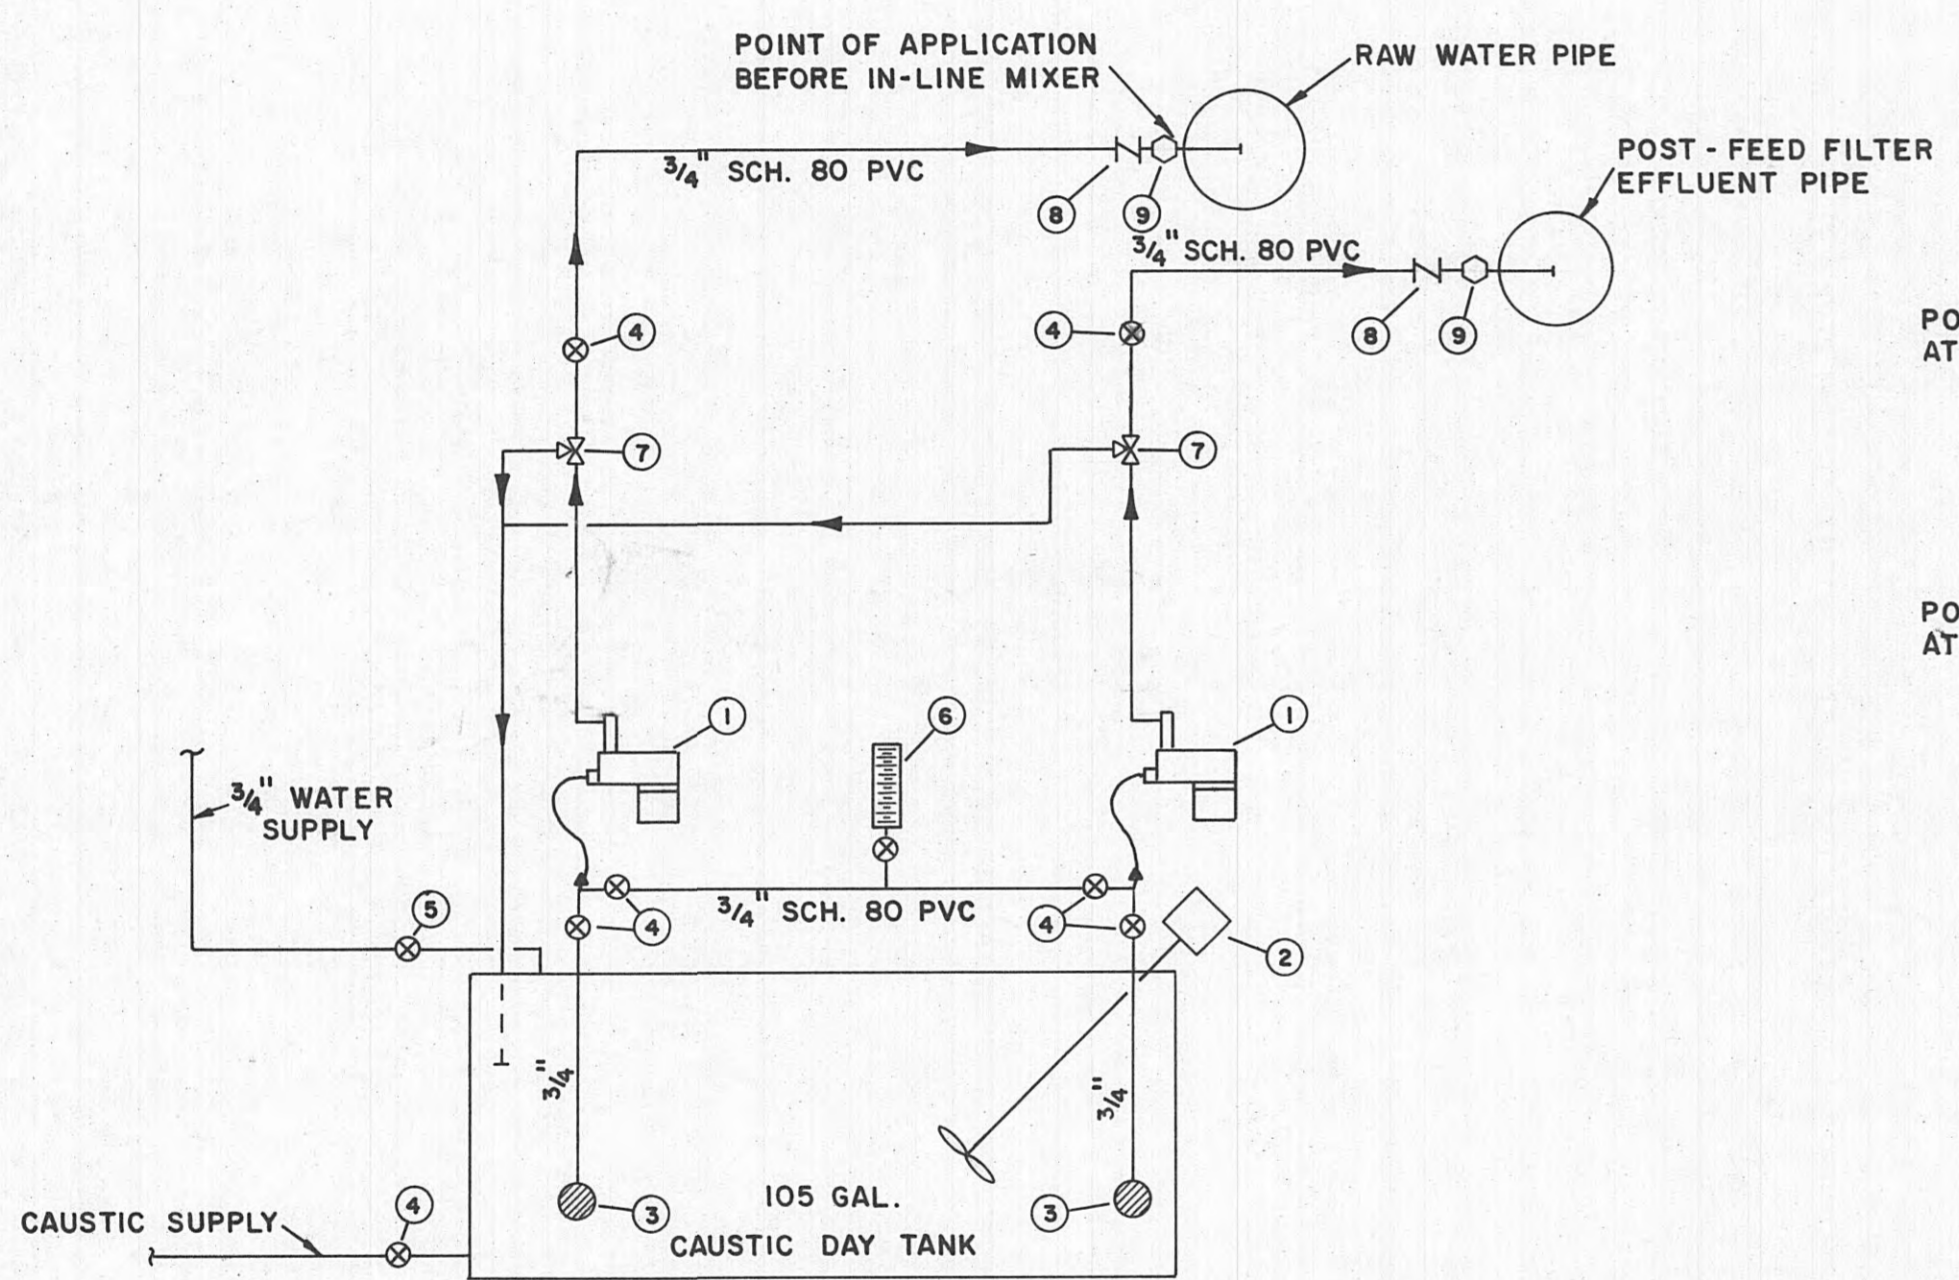 POINT OF APPLICATION
BEFORE IN-LINE MIXER
RAW WATER PIPE
POST-FEED FILTER
EFFLUENT PIPE
3/4" SCH. 80 PVC
8
9
3/4" SCH. 80 PVC
8
9
4
4
7
7
PO
AT
PO
AT
1
6
1
3/4" WATER
SUPPLY
5
3/4" SCH. 80 PVC
4
4
2
3/4"
3/4"
3
105 GAL.
3
CAUSTIC DAY TANK
4
CAUSTIC SUPPLY